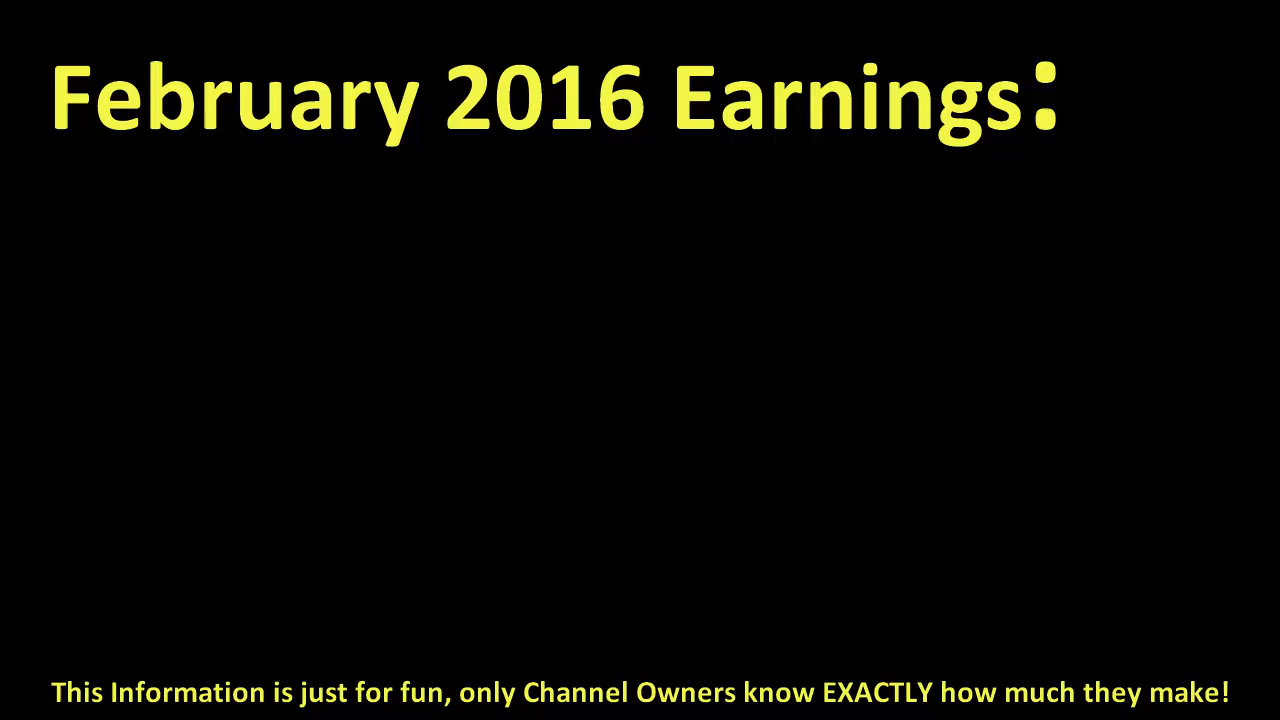 February 2016 Earnings:
This Information is just for fun, only Channel Owners know EXACTLY how much they make!